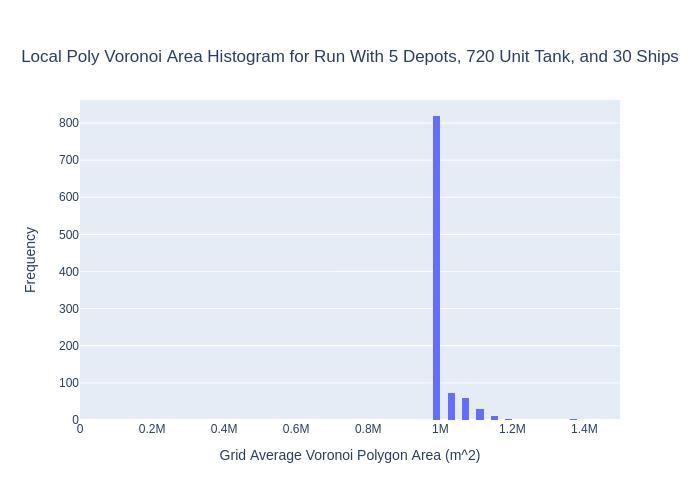 Local Poly Voronoi Area Histogram for Run With 5 Depots, 720 Unit Tank, and 30 Ships
Frequency
800
700
600
500
400
300
200
100
0
0 0.2M 0.4M 0.6M 0.8M 1M 1.2M 1.4M
Grid Average Voronoi Polygon Area (m^2)